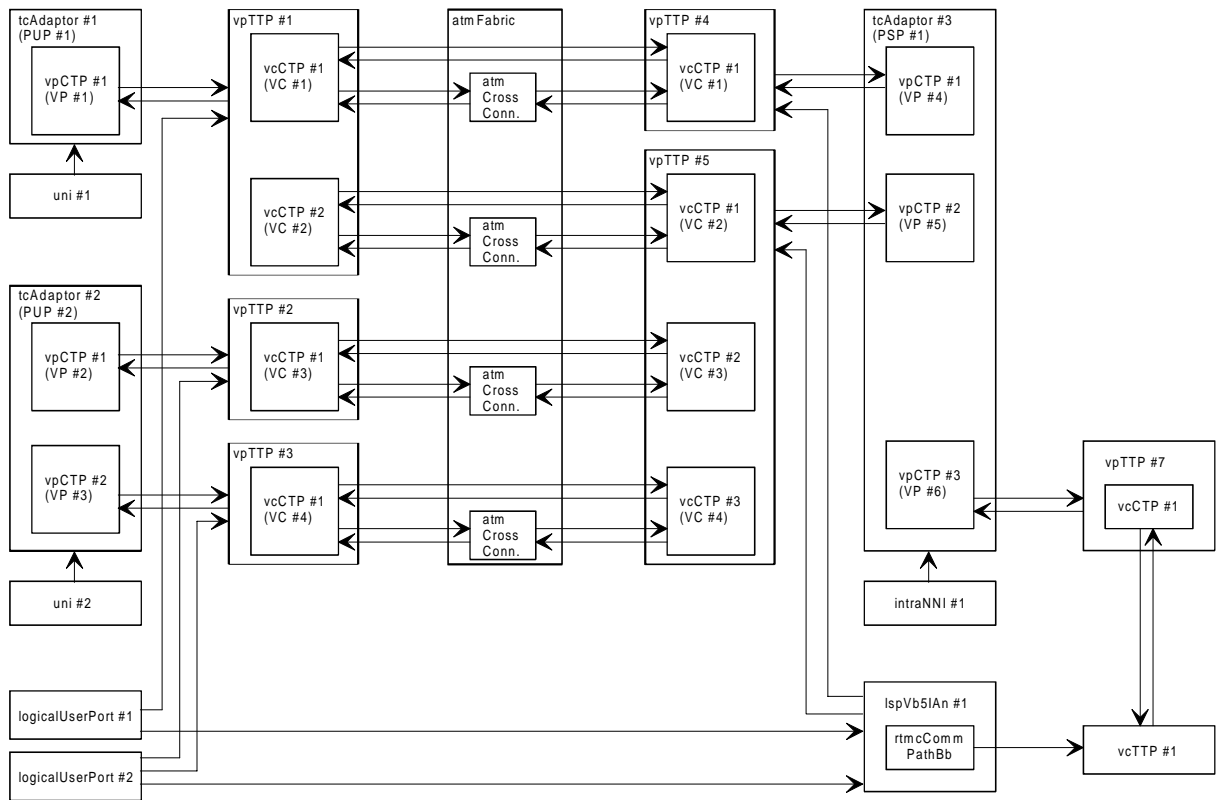 tcAdaptor #1
(PUP #1)
vpCTP #1
(VP #1)
uni #1
vpTTP #1
vcCTP #1
(VC #1)
vcCTP #2
(VC #2)
atmFabric
atm
Cross
Conn.
atm
Cross
Conn.
vpTTP #4
vcCTP #1
(VC #1)
vpTTP #5
vcCTP #1
(VC #2)
tcAdaptor #3
(PSP #1)
vpCTP #1
(VP #4)
vpCTP #2
(VP #5)
tcAdaptor #2
(PUP #2)
vpCTP #1
(VP #2)
vpCTP #2
(VP #3)
uni #2
vpTTP #2
vcCTP #1
(VC #3)
vpTTP #3
vcCTP #1
(VC #4)
atm
Cross
Conn.
atm
Cross
Conn.
vcCTP #2
(VC #3)
vcCTP #3
(VC #4)
vpCTP #3
(VP #6)
intraNNI #1
vpTTP #7
vcCTP #1
logicalUserPort #1
logicalUserPort #2
lspVb5IAn #1
rtmcComm
PathBb
vcTTP #1